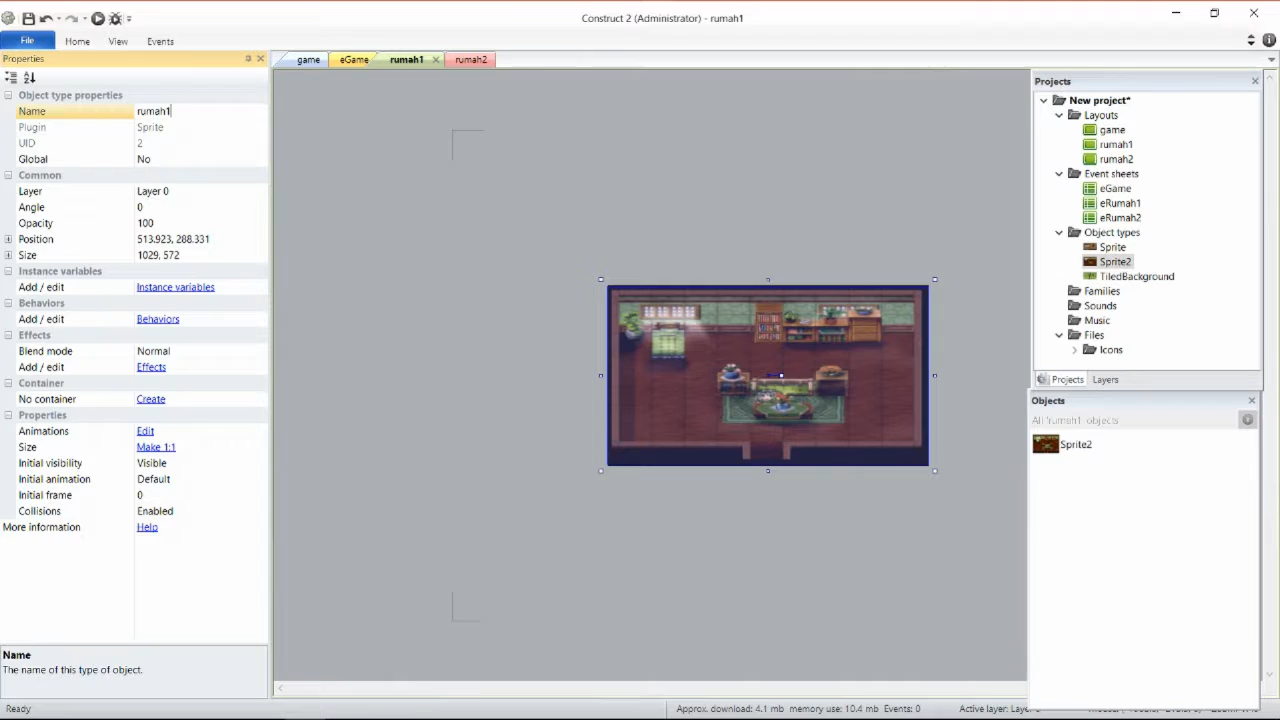 Construct 2 (Administrator) - rumah1
File Home View Events
Properties
game eGame rumah1 rumah2
Object type properties
Name rumah1
Plugin Sprite
UID 2
Global No
Common
Layer Layer 0
Angle 0
Opacity 100
Position 513.923, 288.331
Size 1029, 572
Instance variables
Add / edit Instance variables
Behaviors
Add / edit Behaviors
Effects
Blend mode Normal
Add / edit Effects
Container
No container Create
Properties
Animations Edit
Size Make 1:1
Initial visibility Visible
Initial animation Default
Initial frame 0
Collisions Enabled
More information Help
Name
The name of this type of object.
Projects
New project*
Layouts
game
rumah1
rumah2
Event sheets
eGame
eRumah1
eRumah2
Object types
Sprite
Sprite2
TiledBackground
Families
Sounds
Music
Files
Icons
Projects Layers
Objects
All 'rumah1' objects
Sprite2
Ready
Approx. download: 4.1 mb memory use: 10.4 mb Events: 0 Active layer: